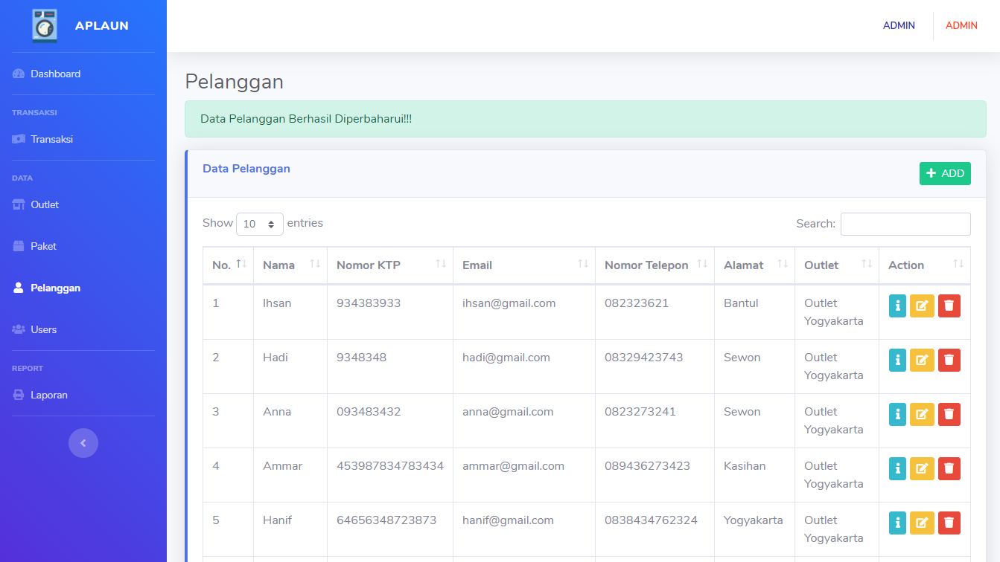 APLAUN
ADMIN ADMIN
Dashboard
TRANSAKSI
Transaksi
DATA
Outlet
Paket
Pelanggan
Users
REPORT
Laporan
Pelanggan
Data Pelanggan Berhasil Diperbaharui!!!
Data Pelanggan
ADD
Show 10 entries
Search:
No. Nama Nomor KTP Email Nomor Telepon Alamat Outlet Action
1 Ihsan 934383933 ihsan@gmail.com 082323621 Bantul Outlet
Yogyakarta
2 Hadi 9348348 hadi@gmail.com 08329423743 Sewon Outlet
Yogyakarta
3 Anna 093483432 anna@gmail.com 0823273241 Sewon Outlet
Yogyakarta
4 Ammar 453987834783434 ammar@gmail.com 089436273423 Kasihan Outlet
Yogyakarta
5 Hanif 64656348723873 hanif@gmail.com 0838434762324 Yogyakarta Outlet
Yogyakarta